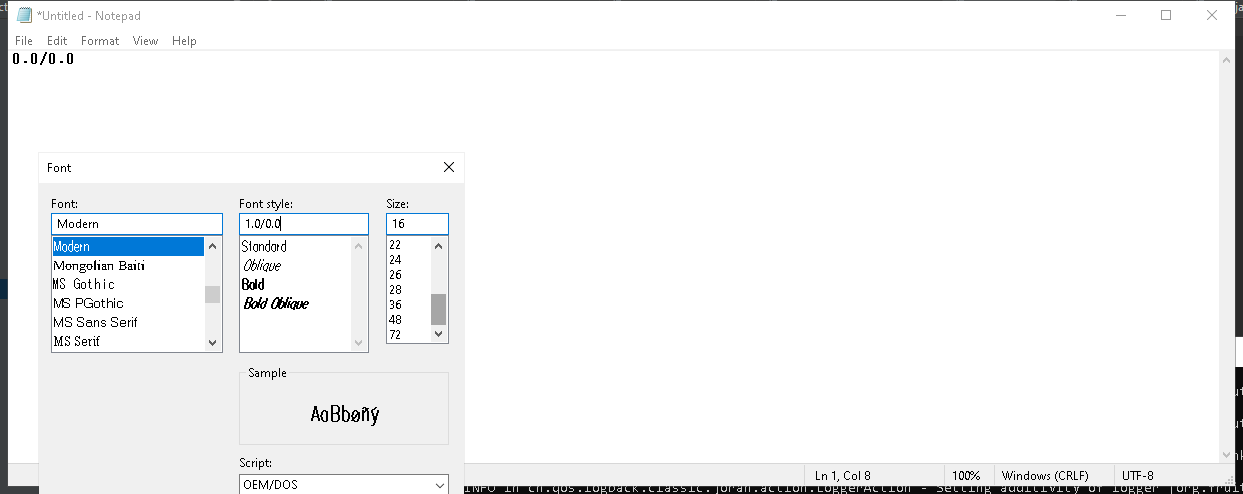 *Untitled - Notepad
File Edit Format View Help
0.0/0.0
Font
Font: Font style: Size:
Modern 1.0/0.0 16
Modern Standard 22
Mongolian Baiti Oblique 24
MS Gothic Bold 26
MS PGothic Bold Oblique 28
MS Sans Serif 36
MS Serif 48
72
Sample
AaBbøñý
Script:
OEM/DOS
Ln 1, Col 8 100% Windows (CRLF) UTF-8
INFO in ch.qos.logback.classic.joran.action.LoggerAction - Setting additivity of logger